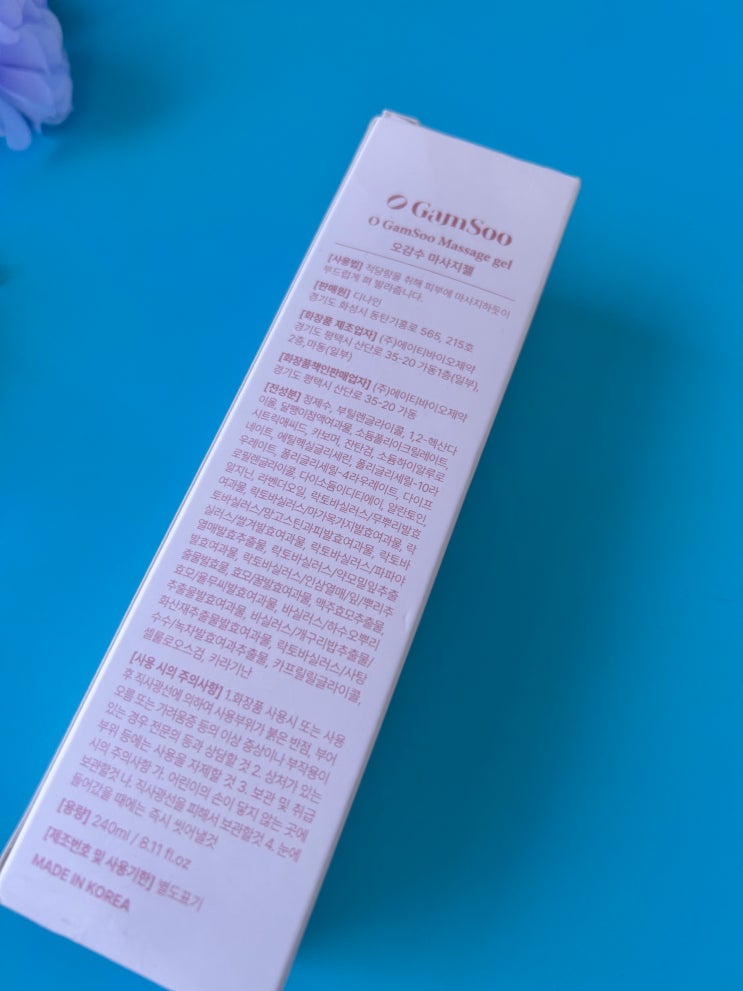 GamSoo
O GamSoo Massage gel
오감수 마사지젤
[사용법] 적당량을 취해 피부에 마사지하듯이
부드럽게 펴 발라줍니다.
[판매원] 디나인
경기도 화성시 동탄기흥로 565, 215호
[화장품 제조업자] (주)에이티바이오제약
경기도 평택시 산단로 35-20 가동1층(일부),
2층,마동(일부)
[화장품책인판매업자] (주)에이티바이오제약
경기도 평택시 산단로 35-20 가동
[전성분] 정제수, 부틸렌글라이콜, 1,2-헥산다
이올, 달팽이점액여과물, 소듐폴리아크릴레이트,
시트릭애씨드, 카보머, 잔탄검, 소듐하이알루로
네이트, 에틸헥실글리세린, 폴리글리세릴-10라
우레이트, 폴리글리세릴-4라우레이트, 다이프
로필렌글라이콜, 다이소듐이디티에이, 알란토인,
알지닌, 라벤더오일, 락토바실러스/무뿌리발효
여과물, 락토바실러스/마가목가지발효여과물, 락
토바실러스/망고스틴과피발효여과물, 락토바
실러스/쌀겨발효여과물, 락토바실러스/파파야
열매발효추출물, 락토바실러스/약모밀잎추출
발효여과물, 락토바실러스/인삼열매/잎/뿌리추
출물발효물, 효모/꿀발효여과물, 맥주효모추출물,
효모/율무씨발효여과물, 바실러스/하수오뿌리
추출물발효여과물, 비실러스/개구리밥추출물/
화산재추출물발효여과물, 락토바실러스/사탕
수수/녹차발효여과추출물, 카프릴릴글라이콜,
셀룰로오스검, 카라기난
[사용 시의 주의사항] 1.화장품 사용시 또는 사용
후 직사광선에 의하여 사용부위가 붉은 반점, 부어
오름 또는 가려움증 등의 이상 증상이나 부작용이
있는 경우 전문의 등과 상담할 것 2. 상처가 있는
부위 등에는 사용을 자제할 것 3. 보관 및 취급
시의 주의사항 가. 어린이의 손이 닿지 않는 곳에
보관할것 나. 직사광선을 피해서 보관할것 4. 눈에
들어갔을 때에는 즉시 씻어낼것
[용량] 240ml / 8.11 fl.oz
[제조번호 및 사용기한] 별도표기
MADE IN KOREA